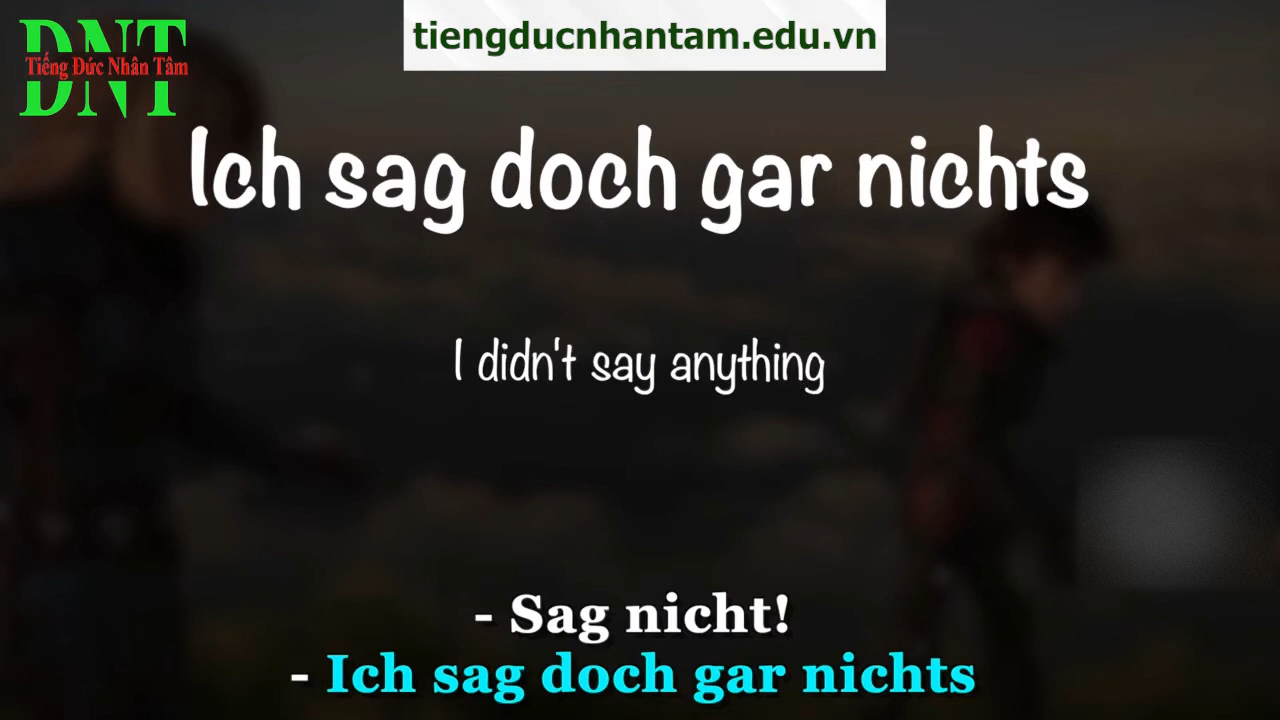 tiengducnhantam.edu.vn
DNT
Tiếng Đức Nhân Tâm
Ich sag doch gar nichts
I didn't say anything
- Sag nicht!
- Ich sag doch gar nichts